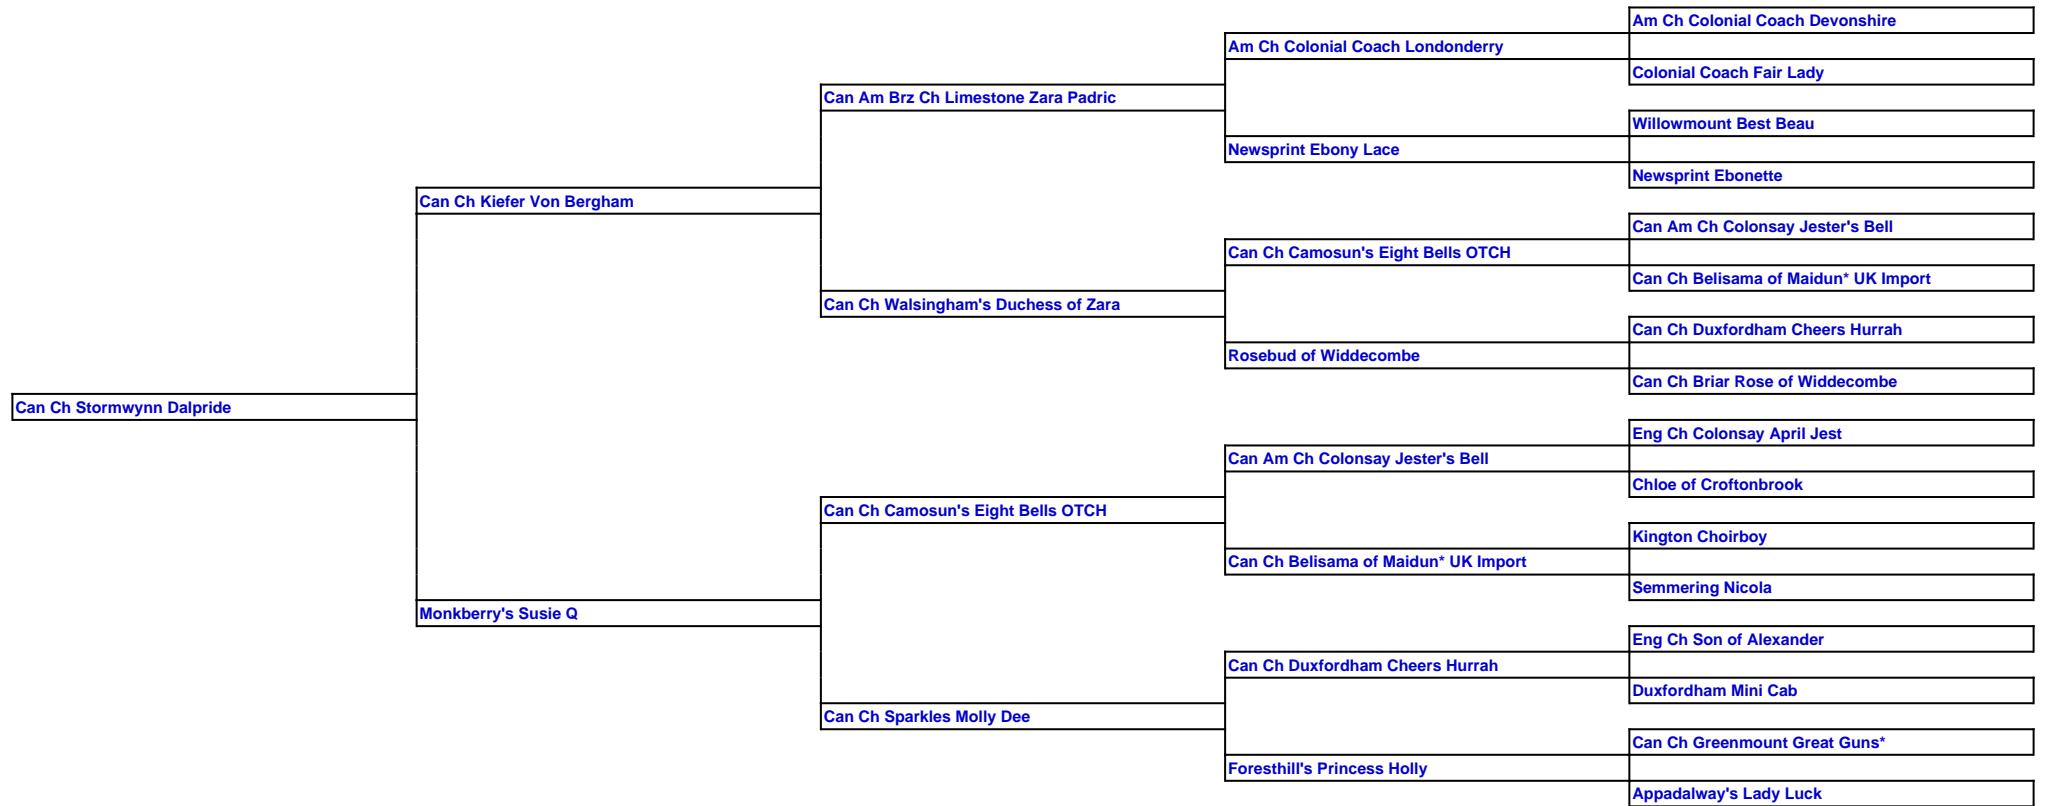 Am Ch Colonial Coach Devonshire
Am Ch Colonial Coach Londonderry
Colonial Coach Fair Lady
Can Am Brz Ch Limestone Zara Padric
Willowmount Best Beau
Newsprint Ebony Lace
Newsprint Ebonette
Can Ch Kiefer Von Bergham
Can Am Ch Colonsay Jester's Bell
Can Ch Camosun's Eight Bells OTCH
Can Ch Belisama of Maidun* UK Import
Can Ch Walsingham's Duchess of Zara
Can Ch Duxfordham Cheers Hurrah
Rosebud of Widdecombe
Can Ch Briar Rose of Widdecombe
Can Ch Stormwynn Dalpride
Eng Ch Colonsay April Jest
Can Am Ch Colonsay Jester's Bell
Chloe of Croftonbrook
Can Ch Camosun's Eight Bells OTCH
Kington Choirboy
Can Ch Belisama of Maidun* UK Import
Semmering Nicola
Monkberry's Susie Q
Eng Ch Son of Alexander
Can Ch Duxfordham Cheers Hurrah
Duxfordham Mini Cab
Can Ch Sparkles Molly Dee
Can Ch Greenmount Great Guns*
Foresthill's Princess Holly
Appadalway's Lady Luck